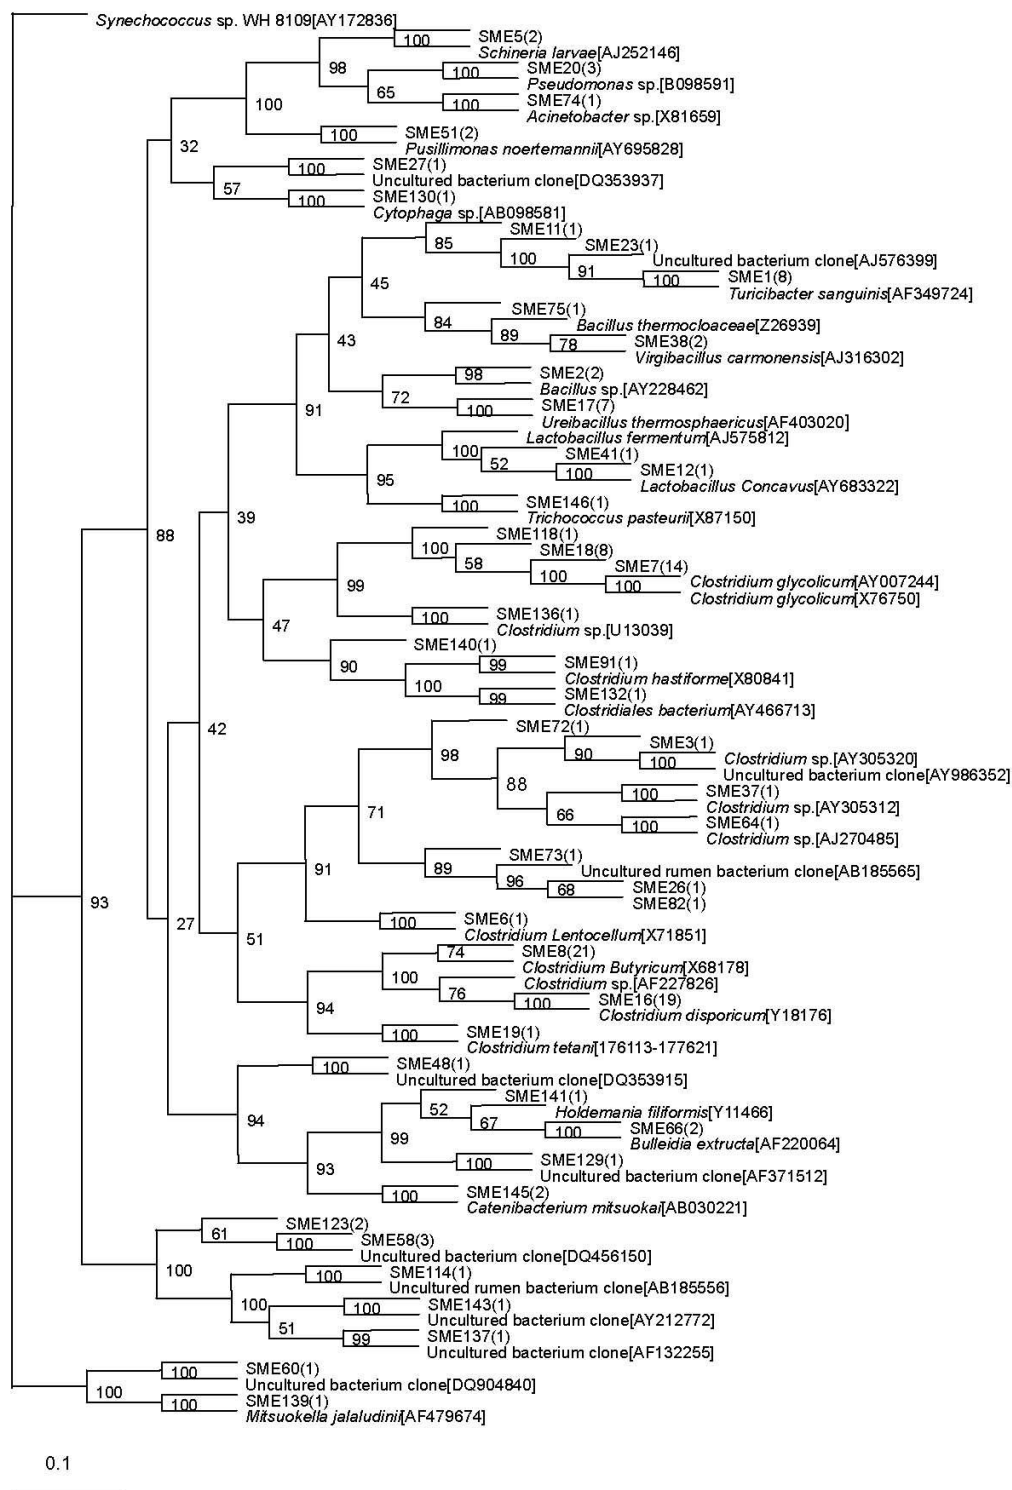 Synechococcus sp. WH 8109[AY172836]
SME5(2)
100
Schineria larvae[AJ252146]
98
SME20(3)
100
Pseudomonas sp.[B098591]
65
SME74(1)
100
100
Acinetobacter sp.[X81659]
SME51(2)
100
32
Pusillimonas noertemannii[AY695828]
SME27(1)
100
Uncultured bacterium clone[DQ353937]
57
SME130(1)
100
Cytophaga sp.[AB098581]
SME11(1)
85
SME23(1)
100
Uncultured bacterium clone[AJ576399]
91
SME1(8)
45
100
Turicibacter sanguinis[AF349724]
SME75(1)
84
Bacillus thermocloaceae[Z26939]
89
43
SME38(2)
78
Virgibacillus carmonensis[AJ316302]
SME2(2)
98
Bacillus sp.[AY228462]
72
SME17(7)
91
100
Ureibacillus thermosphaericus[AF403020]
Lactobacillus fermentum[AJ575812]
100
SME41(1)
52
SME12(1)
95
100
Lactobacillus Concavus[AY683322]
SME146(1)
100
39
Trichococcus pasteurii[X87150]
88
SME118(1)
100
SME18(8)
58
SME7(14)
100
99
100
Clostridium glycolicum[AY007244]
Clostridium glycolicum[X76750]
SME136(1)
100
47
Clostridium sp.[U13039]
SME140(1)
90
SME91(1)
99
Clostridium hastiforme[X80841]
100
SME132(1)
99
Clostridiales bacterium[AY466713]
42
SME72(1)
98
SME3(1)
90
100
Clostridium sp.[AY305320]
Uncultured bacterium clone[AY986352]
88
SME37(1)
100
71
Clostridium sp.[AY305312]
66
SME64(1)
100
Clostridium sp.[AJ270485]
SME73(1)
91
89
Uncultured rumen bacterium clone[AB185565]
96
SME26(1)
68
93
SME82(1)
27
SME6(1)
100
51
Clostridium Lentocellum[X71851]
SME8(21)
74
Clostridium Butyricum[X68178]
100
Clostridium sp.[AF227826]
76
SME16(19)
100
94
Clostridium disporicum[Y18176]
SME19(1)
100
Clostridium tetani[176113-177621]
SME48(1)
100
Uncultured bacterium clone[DQ353915]
SME141(1)
52
Holdemania filiformis[Y11466]
94
67
SME66(2)
100
99
Bulleidia extructa[AF220064]
SME129(1)
100
93
Uncultured bacterium clone[AF371512]
SME145(2)
100
Catenibacterium mitsuokai[AB030221]
SME123(2)
61
SME58(3)
100
Uncultured bacterium clone[DQ456150]
100
SME114(1)
100
Uncultured rumen bacterium clone[AB185556]
100
SME143(1)
100
Uncultured bacterium clone[AY212772]
51
SME137(1)
99
Uncultured bacterium clone[AF132255]
SME60(1)
100
Uncultured bacterium clone[DQ904840]
100
SME139(1)
100
Mitsuokella jalaludinii[AF479674]
0.1